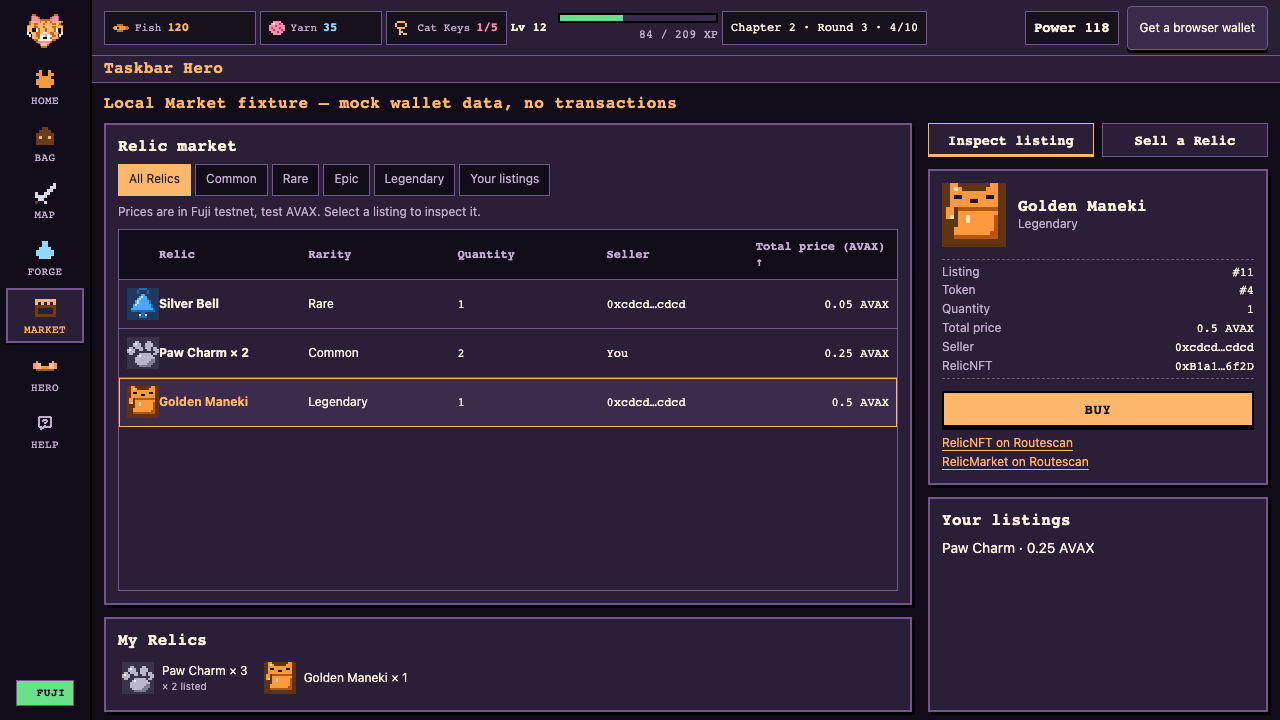 Fish 120
Yarn 35
Cat Keys 1/5
Lv 12
84 / 209 XP
Chapter 2 · Round 3 · 4/10
Power 118
Get a browser wallet
HOME
BAG
MAP
FORGE
MARKET
HERO
HELP
FUJI
Taskbar Hero
Local Market fixture — mock wallet data, no transactions
Relic market
All Relics
Common
Rare
Epic
Legendary
Your listings
Prices are in Fuji testnet, test AVAX. Select a listing to inspect it.
Relic Rarity Quantity Seller Total price (AVAX) ↑
Silver Bell Rare 1 0xcdcd…cdcd 0.05 AVAX
Paw Charm × 2 Common 2 You 0.25 AVAX
Golden Maneki Legendary 1 0xcdcd…cdcd 0.5 AVAX
My Relics
Paw Charm × 3
× 2 listed
Golden Maneki × 1
Inspect listing
Sell a Relic
Golden Maneki
Legendary
Listing #11
Token #4
Quantity 1
Total price 0.5 AVAX
Seller 0xcdcd…cdcd
RelicNFT 0xB1a1…6f2D
BUY
RelicNFT on Routescan
RelicMarket on Routescan
Your listings
Paw Charm · 0.25 AVAX